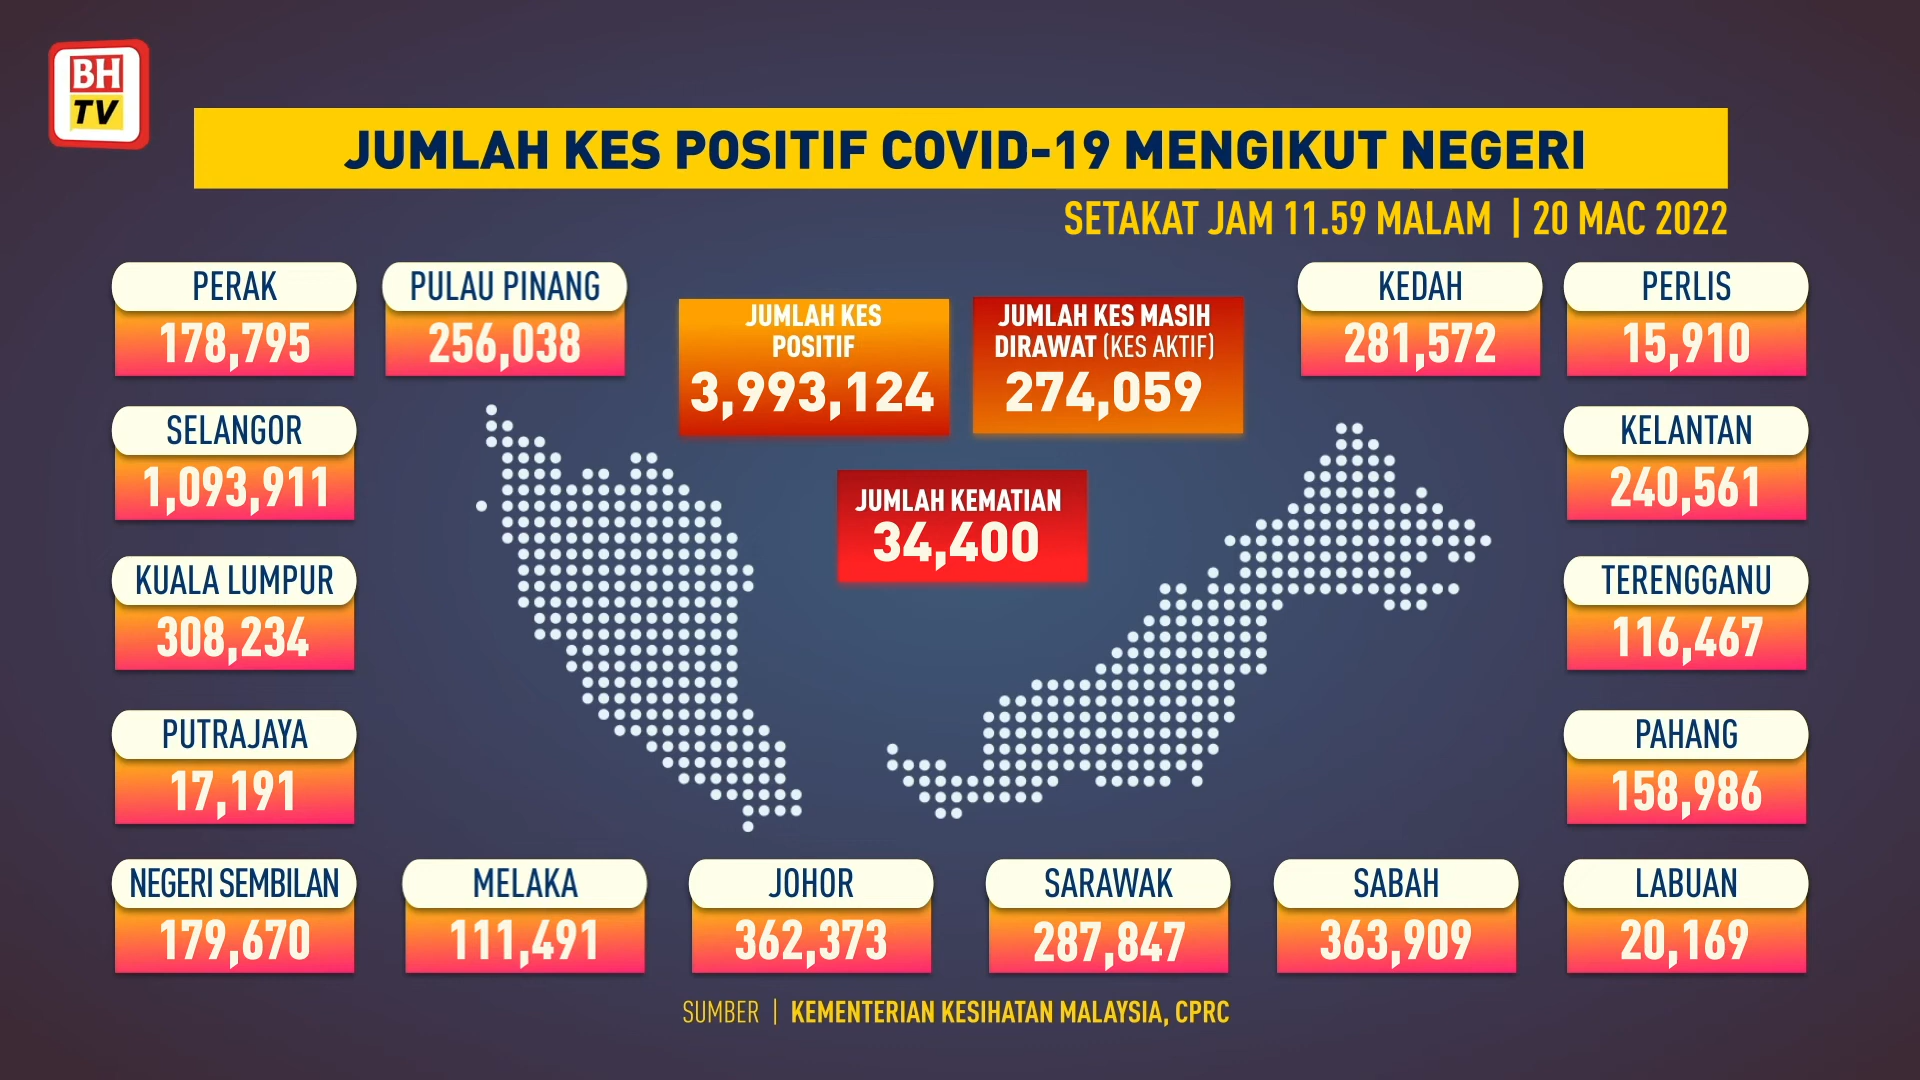 BH
TV
JUMLAH KES POSITIF COVID-19 MENGIKUT NEGERI
SETAKAT JAM 11.59 MALAM | 20 MAC 2022
PERAK
178,795
PULAU PINANG
256,038
JUMLAH KES
POSITIF
3,993,124
JUMLAH KES MASIH
DIRAWAT (KES AKTIF)
274,059
KEDAH
281,572
PERLIS
15,910
SELANGOR
1,093,911
JUMLAH KEMATIAN
34,400
KELANTAN
240,561
KUALA LUMPUR
308,234
TERENGGANU
116,467
PUTRAJAYA
17,191
PAHANG
158,986
NEGERI SEMBILAN
179,670
MELAKA
111,491
JOHOR
362,373
SARAWAK
287,847
SABAH
363,909
LABUAN
20,169
SUMBER | KEMENTERIAN KESIHATAN MALAYSIA, CPRC